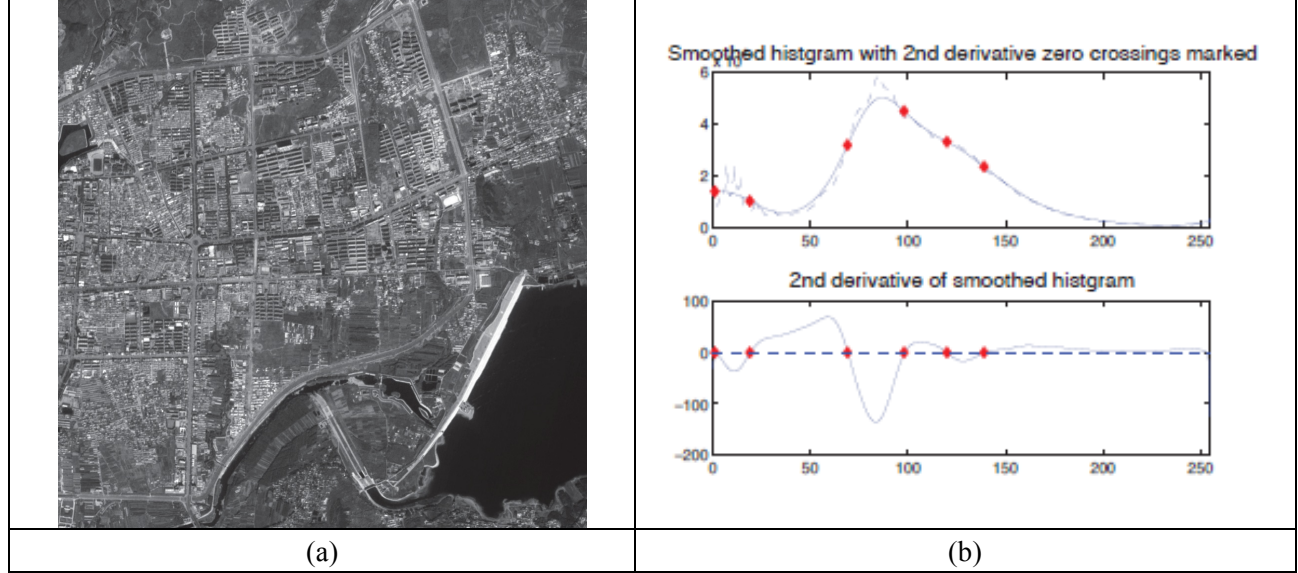 Smoothed histgram with 2nd derivative zero crossings marked
6
4
2
0
0 50 100 150 200 250
2nd derivative of smoothed histgram
100
0
−100
−200
0 50 100 150 200 250
(a) (b)